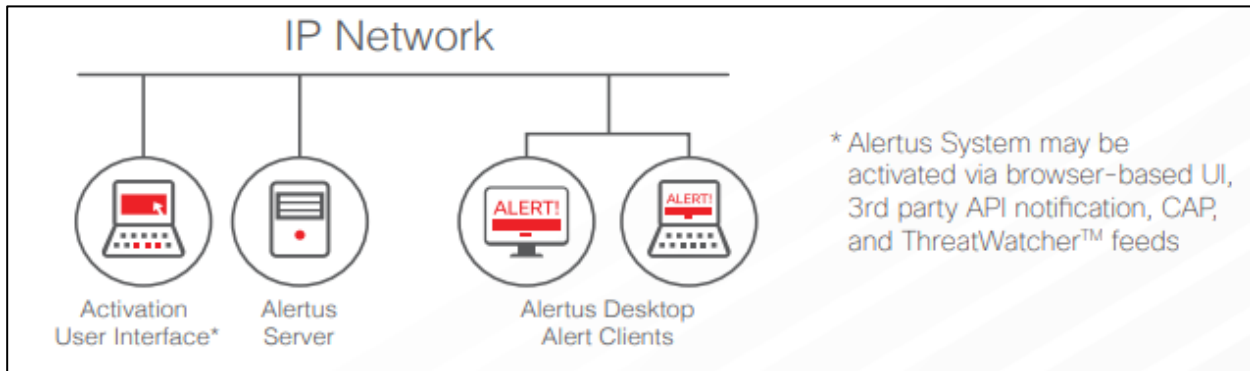 IP Network
ALERT!
ALERT!
Activation
User Interface*
Alertus
Server
Alertus Desktop
Alert Clients
* Alertus System may be
activated via browser-based UI,
3rd party API notification, CAP,
and ThreatWatcher™ feeds